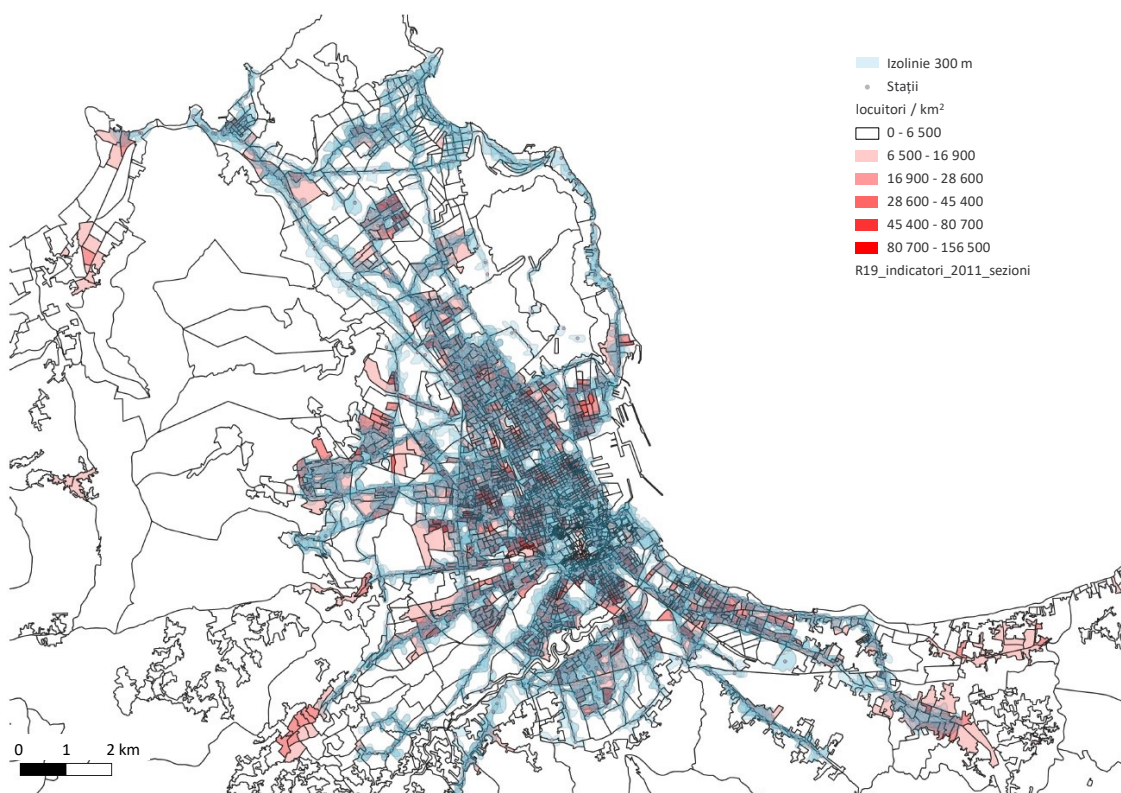 Izolinie 300 m
Stații
locuitori / km²
0 - 6 500
6 500 - 16 900
16 900 - 28 600
28 600 - 45 400
45 400 - 80 700
80 700 - 156 500
R19_indicatori_2011_sezioni
0 1 2 km